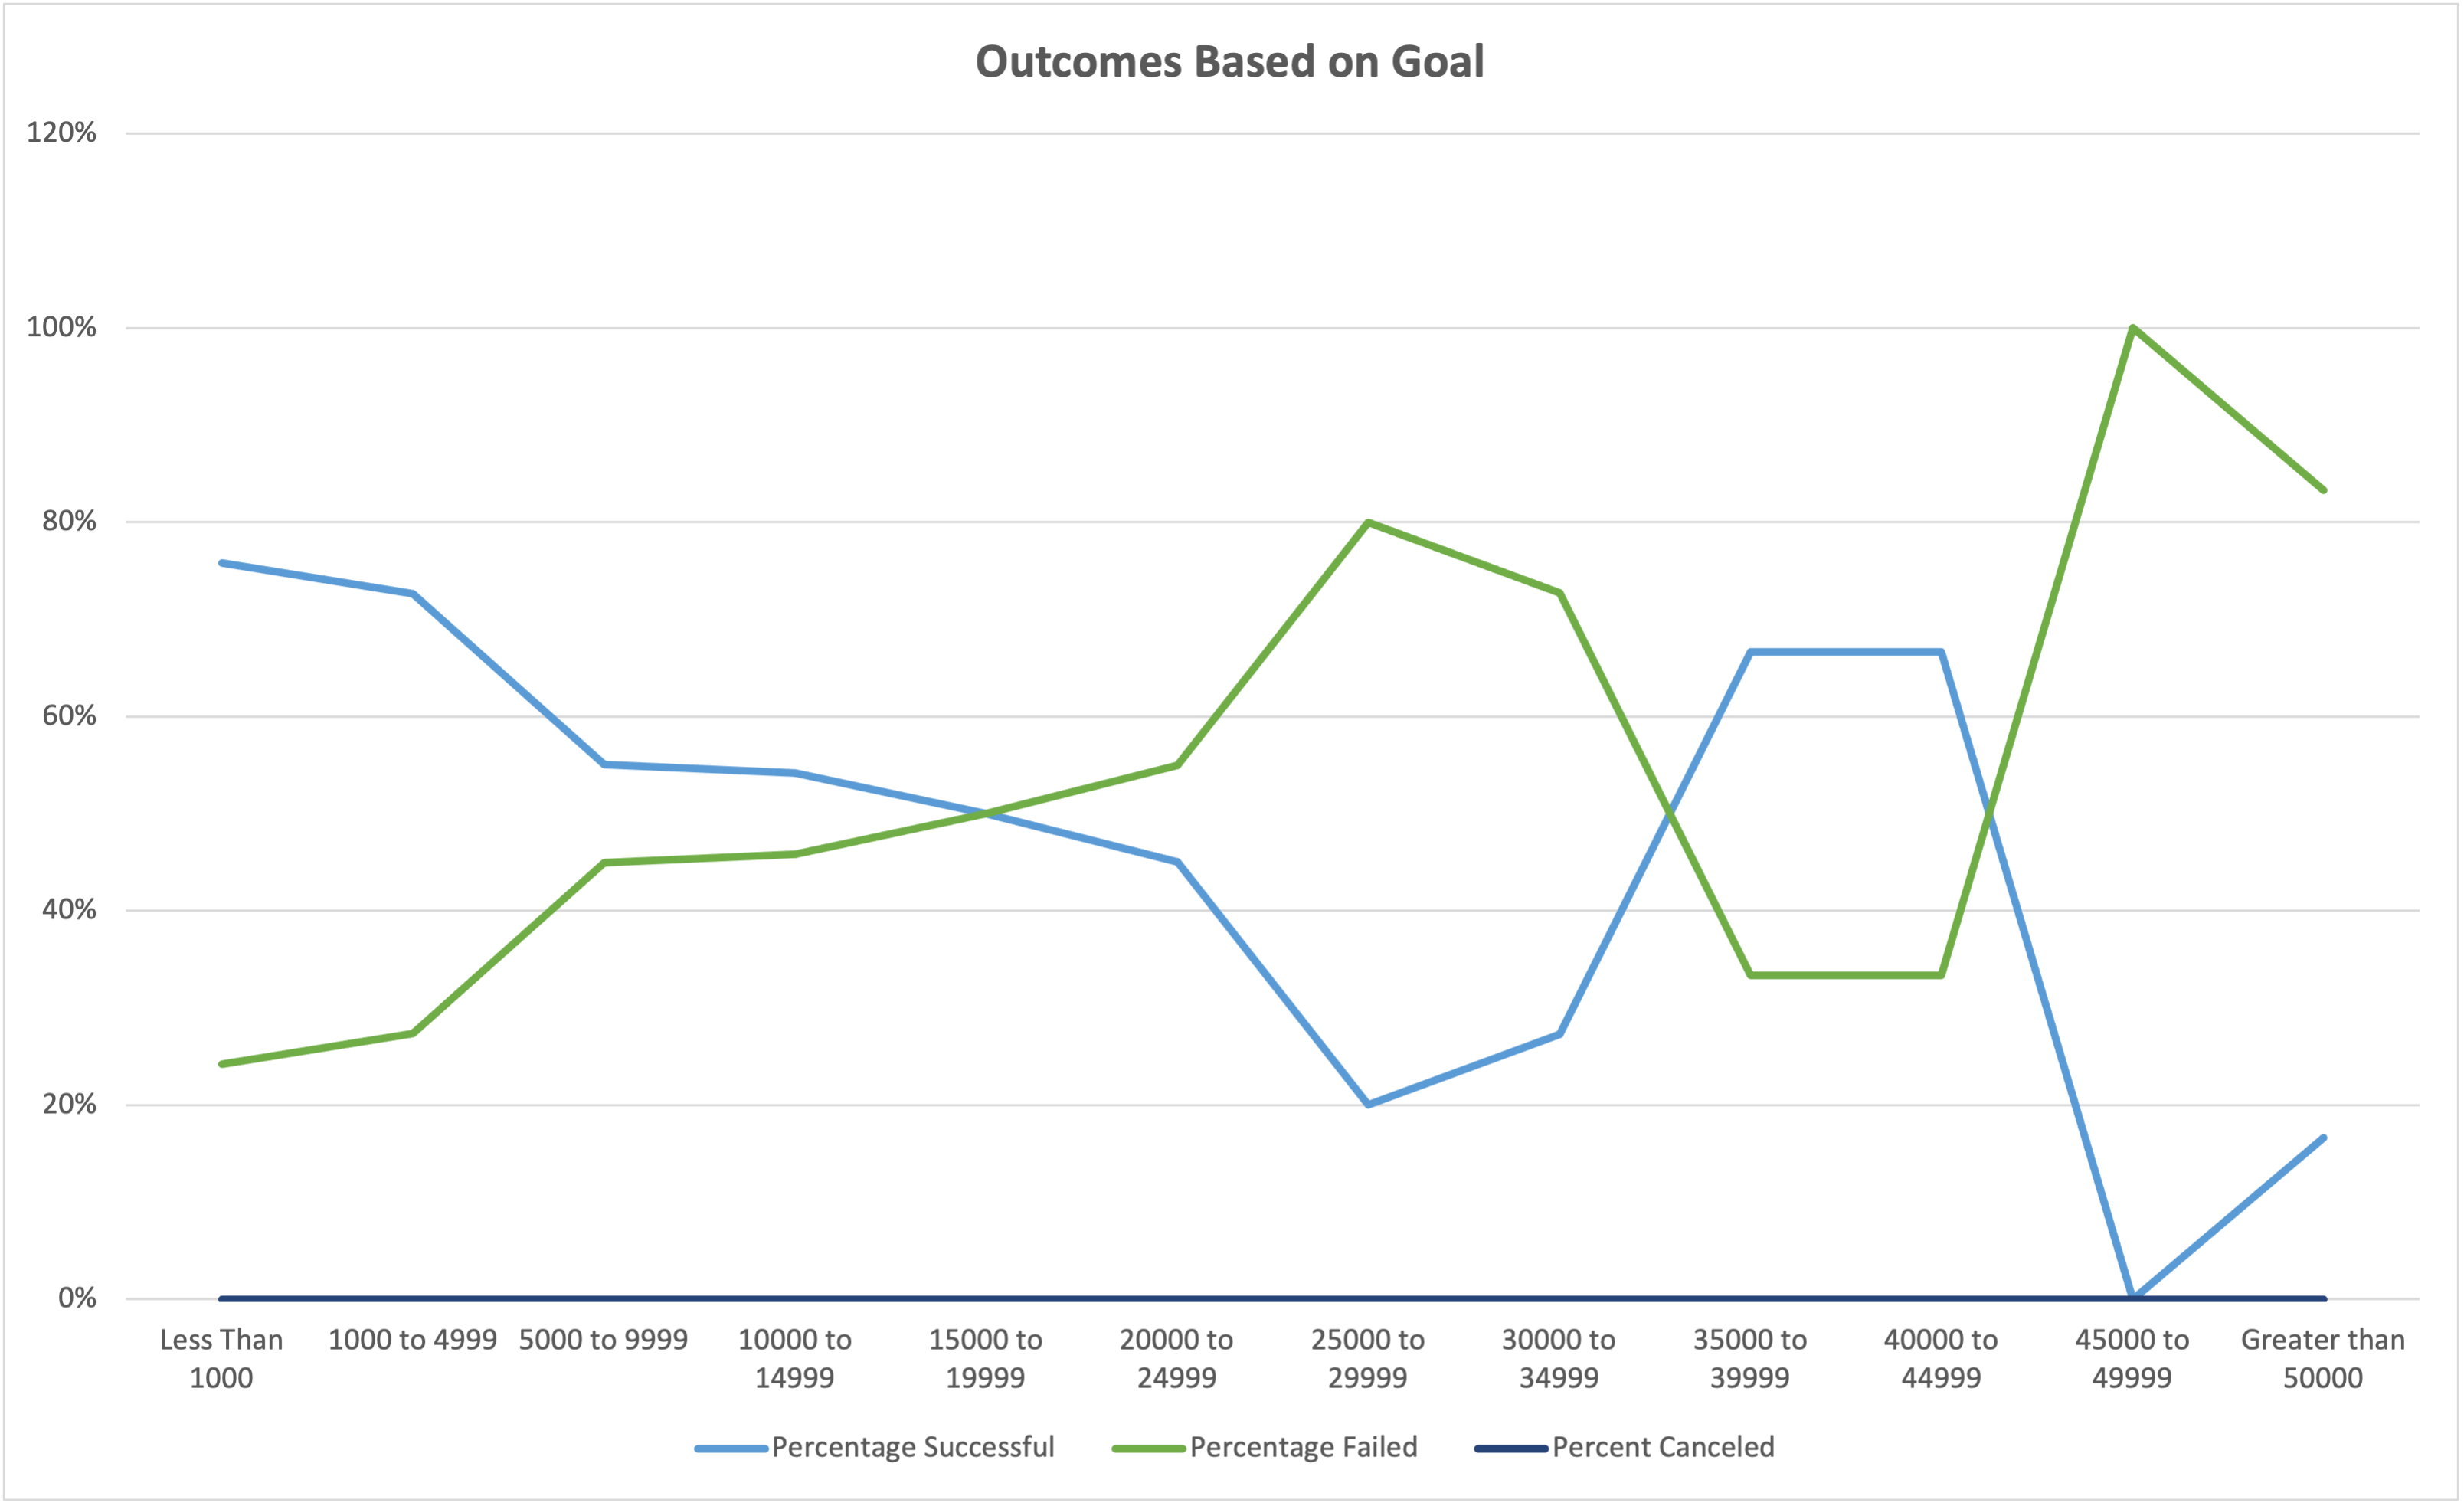 Outcomes Based on Goal
120%
100%
80%
60%
40%
20%
0%
Less Than
1000
1000 to 4999
5000 to 9999
10000 to
14999
15000 to
19999
20000 to
24999
25000 to
29999
30000 to
34999
35000 to
39999
40000 to
44999
45000 to
49999
Greater than
50000
Percentage Successful
Percentage Failed
Percent Canceled